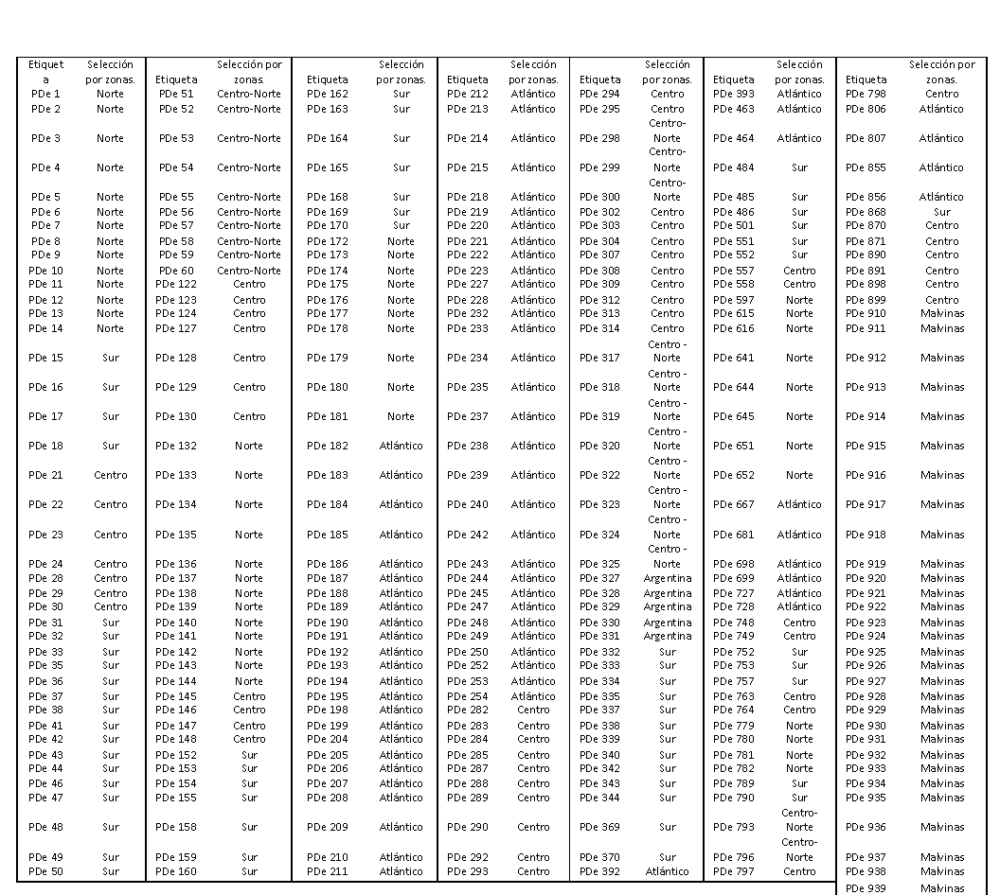 Etiquet Selección Selección por Selección Selección Selección Selección Selección por
a por zonas. Etiqueta zonas. Etiqueta por zonas. Etiqueta por zonas. Etiqueta por zonas. Etiqueta por zonas. Etiqueta zonas.
PDe 1 Norte PDe 51 Centro-Norte PDe 162 Sur PDe 212 Atlántico PDe 294 Centro PDe 393 Atlántico PDe 798 Centro
PDe 2 Norte PDe 52 Centro-Norte PDe 163 Sur PDe 213 Atlántico PDe 295 Centro PDe 463 Atlántico PDe 806 Atlántico
Centro-
PDe 3 Norte PDe 53 Centro-Norte PDe 164 Sur PDe 214 Atlántico PDe 298 Norte PDe 464 Atlántico PDe 807 Atlántico
Centro-
PDe 4 Norte PDe 54 Centro-Norte PDe 165 Sur PDe 215 Atlántico PDe 299 Norte PDe 484 Sur PDe 855 Atlántico
Centro-
PDe 5 Norte PDe 55 Centro-Norte PDe 168 Sur PDe 218 Atlántico PDe 300 Norte PDe 485 Sur PDe 856 Atlántico
PDe 6 Norte PDe 56 Centro-Norte PDe 169 Sur PDe 219 Atlántico PDe 302 Centro PDe 486 Sur PDe 868 Sur
PDe 7 Norte PDe 57 Centro-Norte PDe 170 Sur PDe 220 Atlántico PDe 303 Centro PDe 501 Sur PDe 870 Centro
PDe 8 Norte PDe 58 Centro-Norte PDe 172 Norte PDe 221 Atlántico PDe 304 Centro PDe 551 Sur PDe 871 Centro
PDe 9 Norte PDe 59 Centro-Norte PDe 173 Norte PDe 222 Atlántico PDe 307 Centro PDe 552 Sur PDe 890 Centro
PDe 10 Norte PDe 60 Centro-Norte PDe 174 Norte PDe 223 Atlántico PDe 308 Centro PDe 557 Centro PDe 891 Centro
PDe 11 Norte PDe 122 Centro PDe 175 Norte PDe 227 Atlántico PDe 309 Centro PDe 558 Centro PDe 898 Centro
PDe 12 Norte PDe 123 Centro PDe 176 Norte PDe 228 Atlántico PDe 312 Centro PDe 597 Norte PDe 899 Centro
PDe 13 Norte PDe 124 Centro PDe 177 Norte PDe 232 Atlántico PDe 313 Centro PDe 615 Norte PDe 910 Malvinas
PDe 14 Norte PDe 127 Centro PDe 178 Norte PDe 233 Atlántico PDe 314 Centro PDe 616 Norte PDe 911 Malvinas
Centro -
PDe 15 Sur PDe 128 Centro PDe 179 Norte PDe 234 Atlántico PDe 317 Norte PDe 641 Norte PDe 912 Malvinas
Centro -
PDe 16 Sur PDe 129 Centro PDe 180 Norte PDe 235 Atlántico PDe 318 Norte PDe 644 Norte PDe 913 Malvinas
Centro -
PDe 17 Sur PDe 130 Centro PDe 181 Norte PDe 237 Atlántico PDe 319 Norte PDe 645 Norte PDe 914 Malvinas
Centro -
PDe 18 Sur PDe 132 Norte PDe 182 Atlántico PDe 238 Atlántico PDe 320 Norte PDe 651 Norte PDe 915 Malvinas
Centro -
PDe 21 Centro PDe 133 Norte PDe 183 Atlántico PDe 239 Atlántico PDe 322 Norte PDe 652 Norte PDe 916 Malvinas
Centro -
PDe 22 Centro PDe 134 Norte PDe 184 Atlántico PDe 240 Atlántico PDe 323 Norte PDe 667 Atlántico PDe 917 Malvinas
Centro -
PDe 23 Centro PDe 135 Norte PDe 185 Atlántico PDe 242 Atlántico PDe 324 Norte PDe 681 Atlántico PDe 918 Malvinas
Centro -
PDe 24 Centro PDe 136 Norte PDe 186 Atlántico PDe 243 Atlántico PDe 325 Norte PDe 698 Atlántico PDe 919 Malvinas
PDe 28 Centro PDe 137 Norte PDe 187 Atlántico PDe 244 Atlántico PDe 327 Argentina PDe 699 Atlántico PDe 920 Malvinas
PDe 29 Centro PDe 138 Norte PDe 188 Atlántico PDe 245 Atlántico PDe 328 Argentina PDe 727 Atlántico PDe 921 Malvinas
PDe 30 Centro PDe 139 Norte PDe 189 Atlántico PDe 247 Atlántico PDe 329 Argentina PDe 728 Atlántico PDe 922 Malvinas
PDe 31 Sur PDe 140 Norte PDe 190 Atlántico PDe 248 Atlántico PDe 330 Argentina PDe 748 Centro PDe 923 Malvinas
PDe 32 Sur PDe 141 Norte PDe 191 Atlántico PDe 249 Atlántico PDe 331 Argentina PDe 749 Centro PDe 924 Malvinas
PDe 33 Sur PDe 142 Norte PDe 192 Atlántico PDe 250 Atlántico PDe 332 Sur PDe 752 Sur PDe 925 Malvinas
PDe 35 Sur PDe 143 Norte PDe 193 Atlántico PDe 252 Atlántico PDe 333 Sur PDe 753 Sur PDe 926 Malvinas
PDe 36 Sur PDe 144 Norte PDe 194 Atlántico PDe 253 Atlántico PDe 334 Sur PDe 757 Sur PDe 927 Malvinas
PDe 37 Sur PDe 145 Centro PDe 195 Atlántico PDe 254 Atlántico PDe 335 Sur PDe 763 Centro PDe 928 Malvinas
PDe 38 Sur PDe 146 Centro PDe 198 Atlántico PDe 282 Centro PDe 337 Sur PDe 764 Centro PDe 929 Malvinas
PDe 41 Sur PDe 147 Centro PDe 199 Atlántico PDe 283 Centro PDe 338 Sur PDe 779 Norte PDe 930 Malvinas
PDe 42 Sur PDe 148 Centro PDe 204 Atlántico PDe 284 Centro PDe 339 Sur PDe 780 Norte PDe 931 Malvinas
PDe 43 Sur PDe 152 Sur PDe 205 Atlántico PDe 285 Centro PDe 340 Sur PDe 781 Norte PDe 932 Malvinas
PDe 44 Sur PDe 153 Sur PDe 206 Atlántico PDe 287 Centro PDe 342 Sur PDe 782 Norte PDe 933 Malvinas
PDe 46 Sur PDe 154 Sur PDe 207 Atlántico PDe 288 Centro PDe 343 Sur PDe 789 Sur PDe 934 Malvinas
PDe 47 Sur PDe 155 Sur PDe 208 Atlántico PDe 289 Centro PDe 344 Sur PDe 790 Sur PDe 935 Malvinas
Centro-
PDe 48 Sur PDe 158 Sur PDe 209 Atlántico PDe 290 Centro PDe 369 Sur PDe 793 Norte PDe 936 Malvinas
Centro-
PDe 49 Sur PDe 159 Sur PDe 210 Atlántico PDe 292 Centro PDe 370 Sur PDe 796 Norte PDe 937 Malvinas
PDe 50 Sur PDe 160 Sur PDe 211 Atlántico PDe 293 Centro PDe 392 Atlántico PDe 797 Centro PDe 938 Malvinas
PDe 939 Malvinas